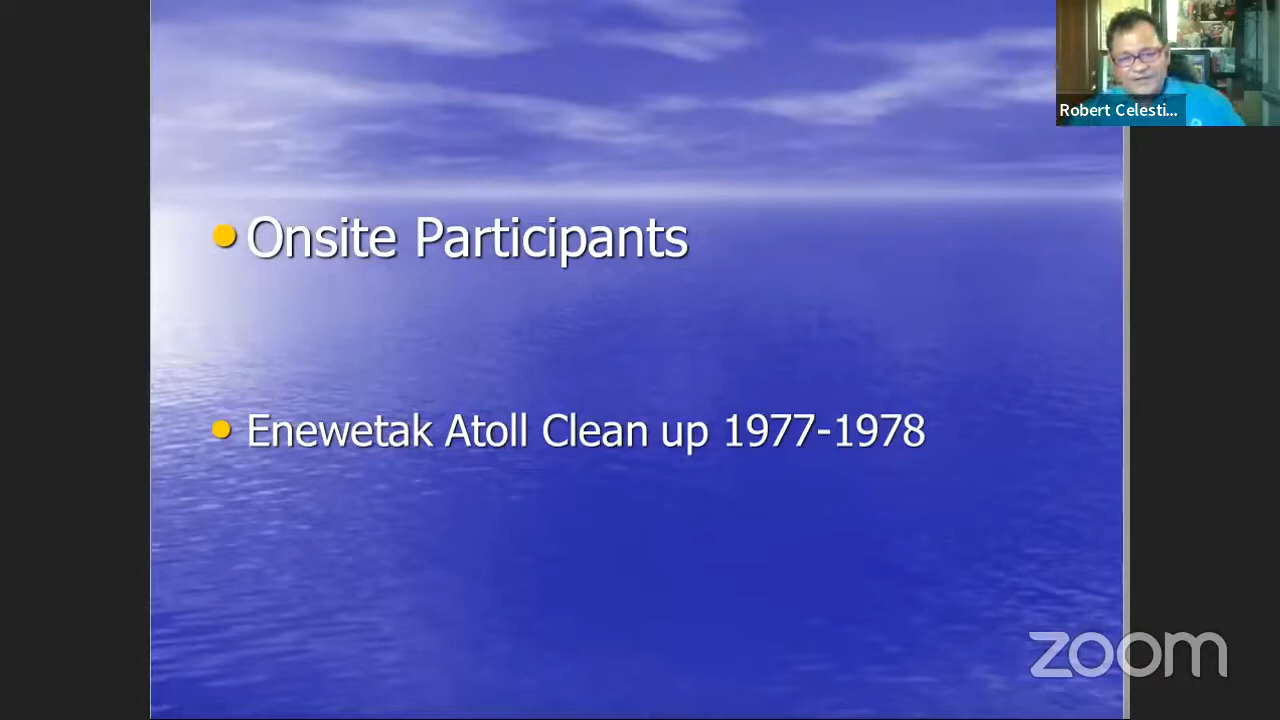 Robert Celesti...
• Onsite Participants
• Enewetak Atoll Clean up 1977-1978
zoom